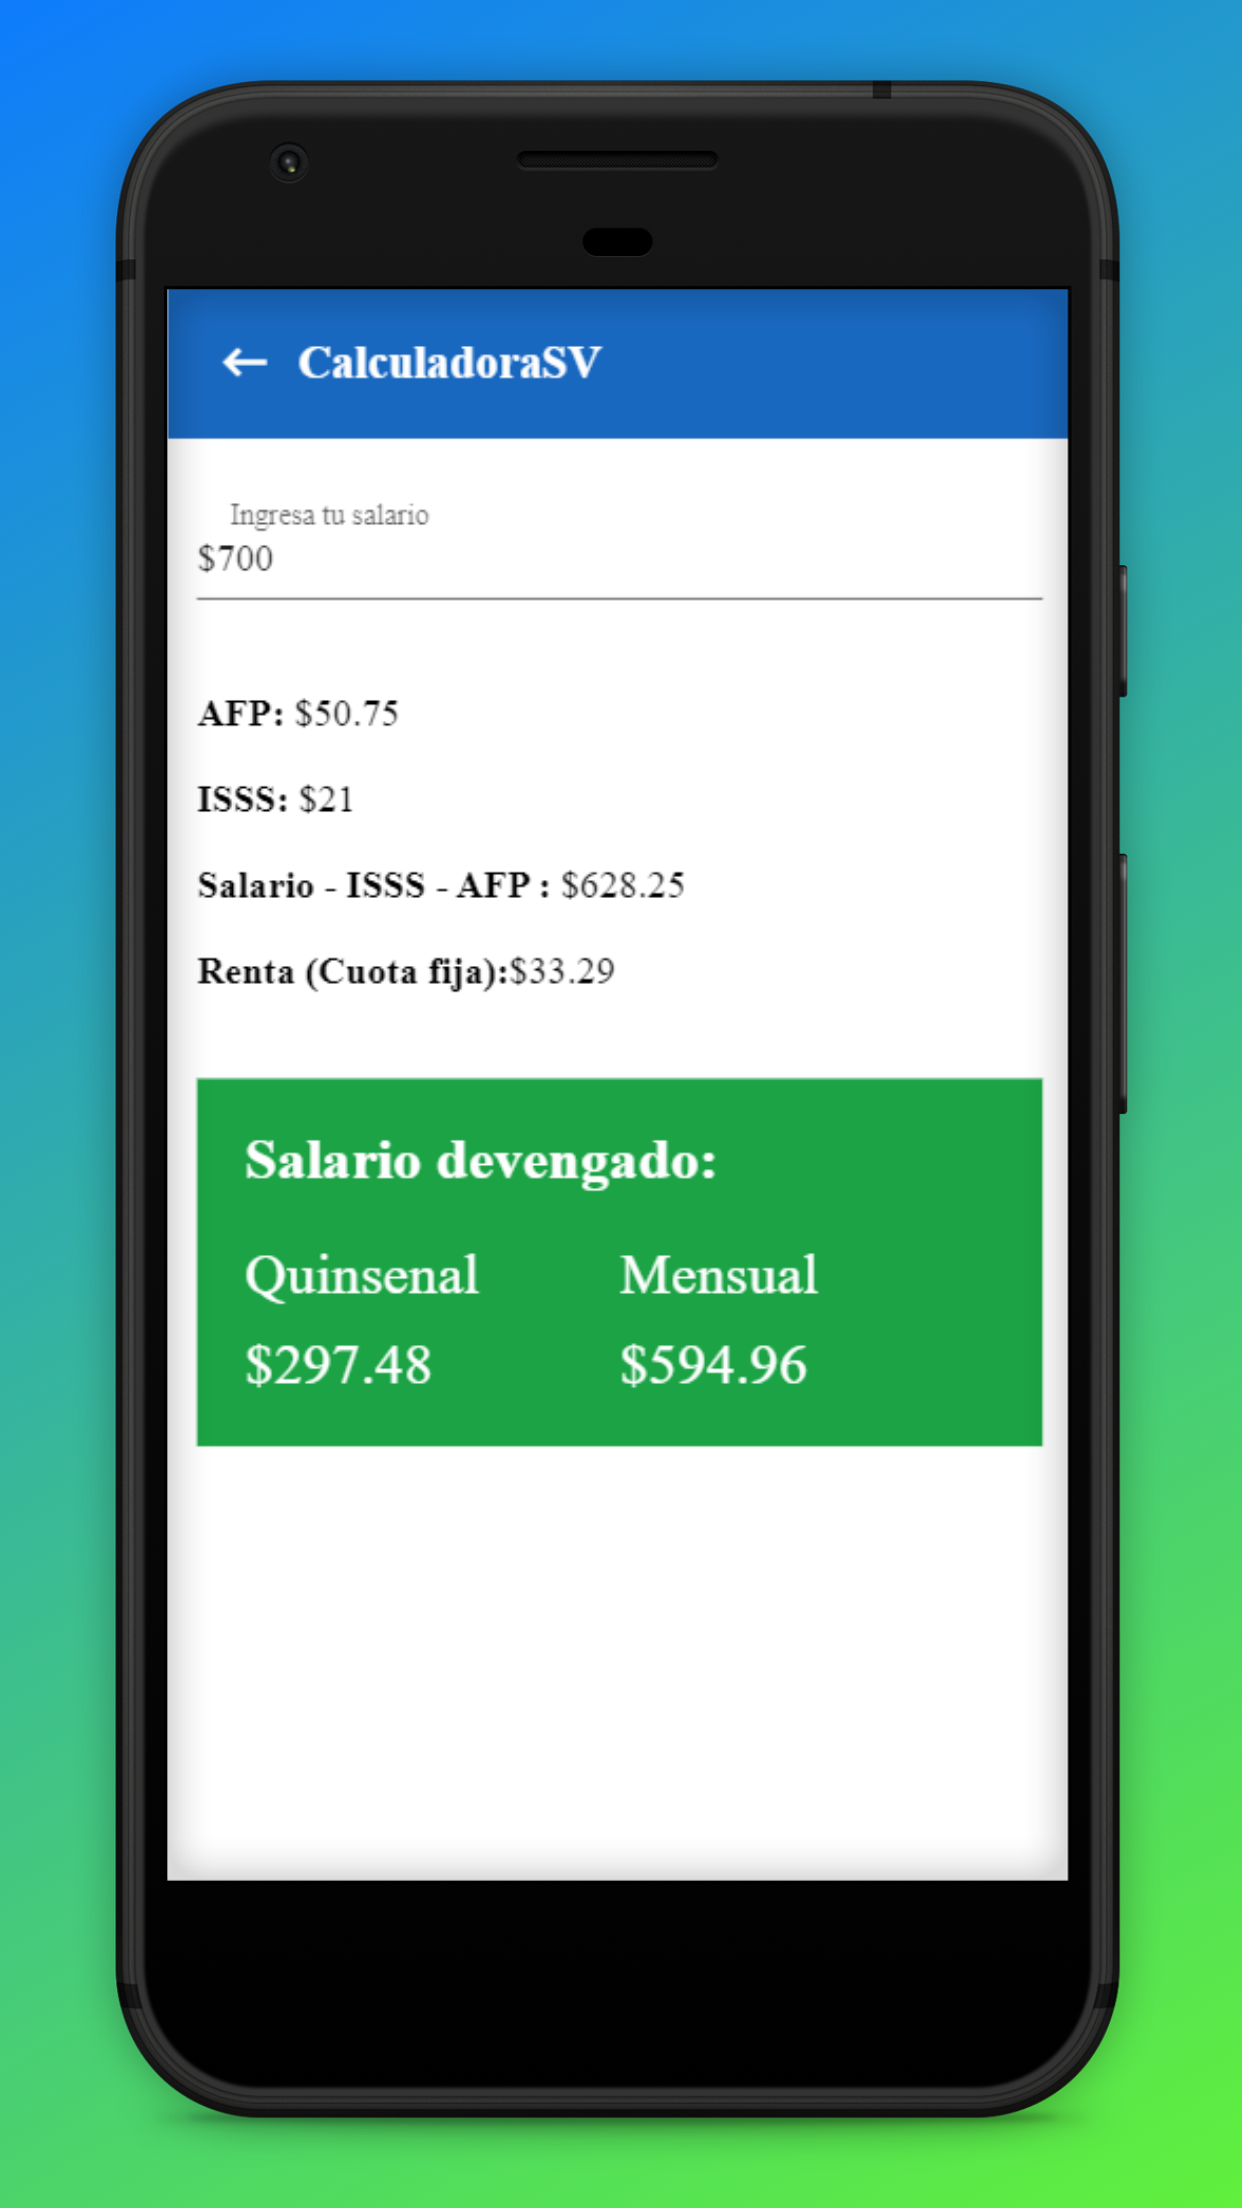 CalculadoraSV
Ingresa tu salario
$700
AFP: $50.75
ISSS: $21
Salario - ISSS - AFP : $628.25
Renta (Cuota fija):$33.29
Salario devengado:
Quinsenal Mensual
$297.48 $594.96